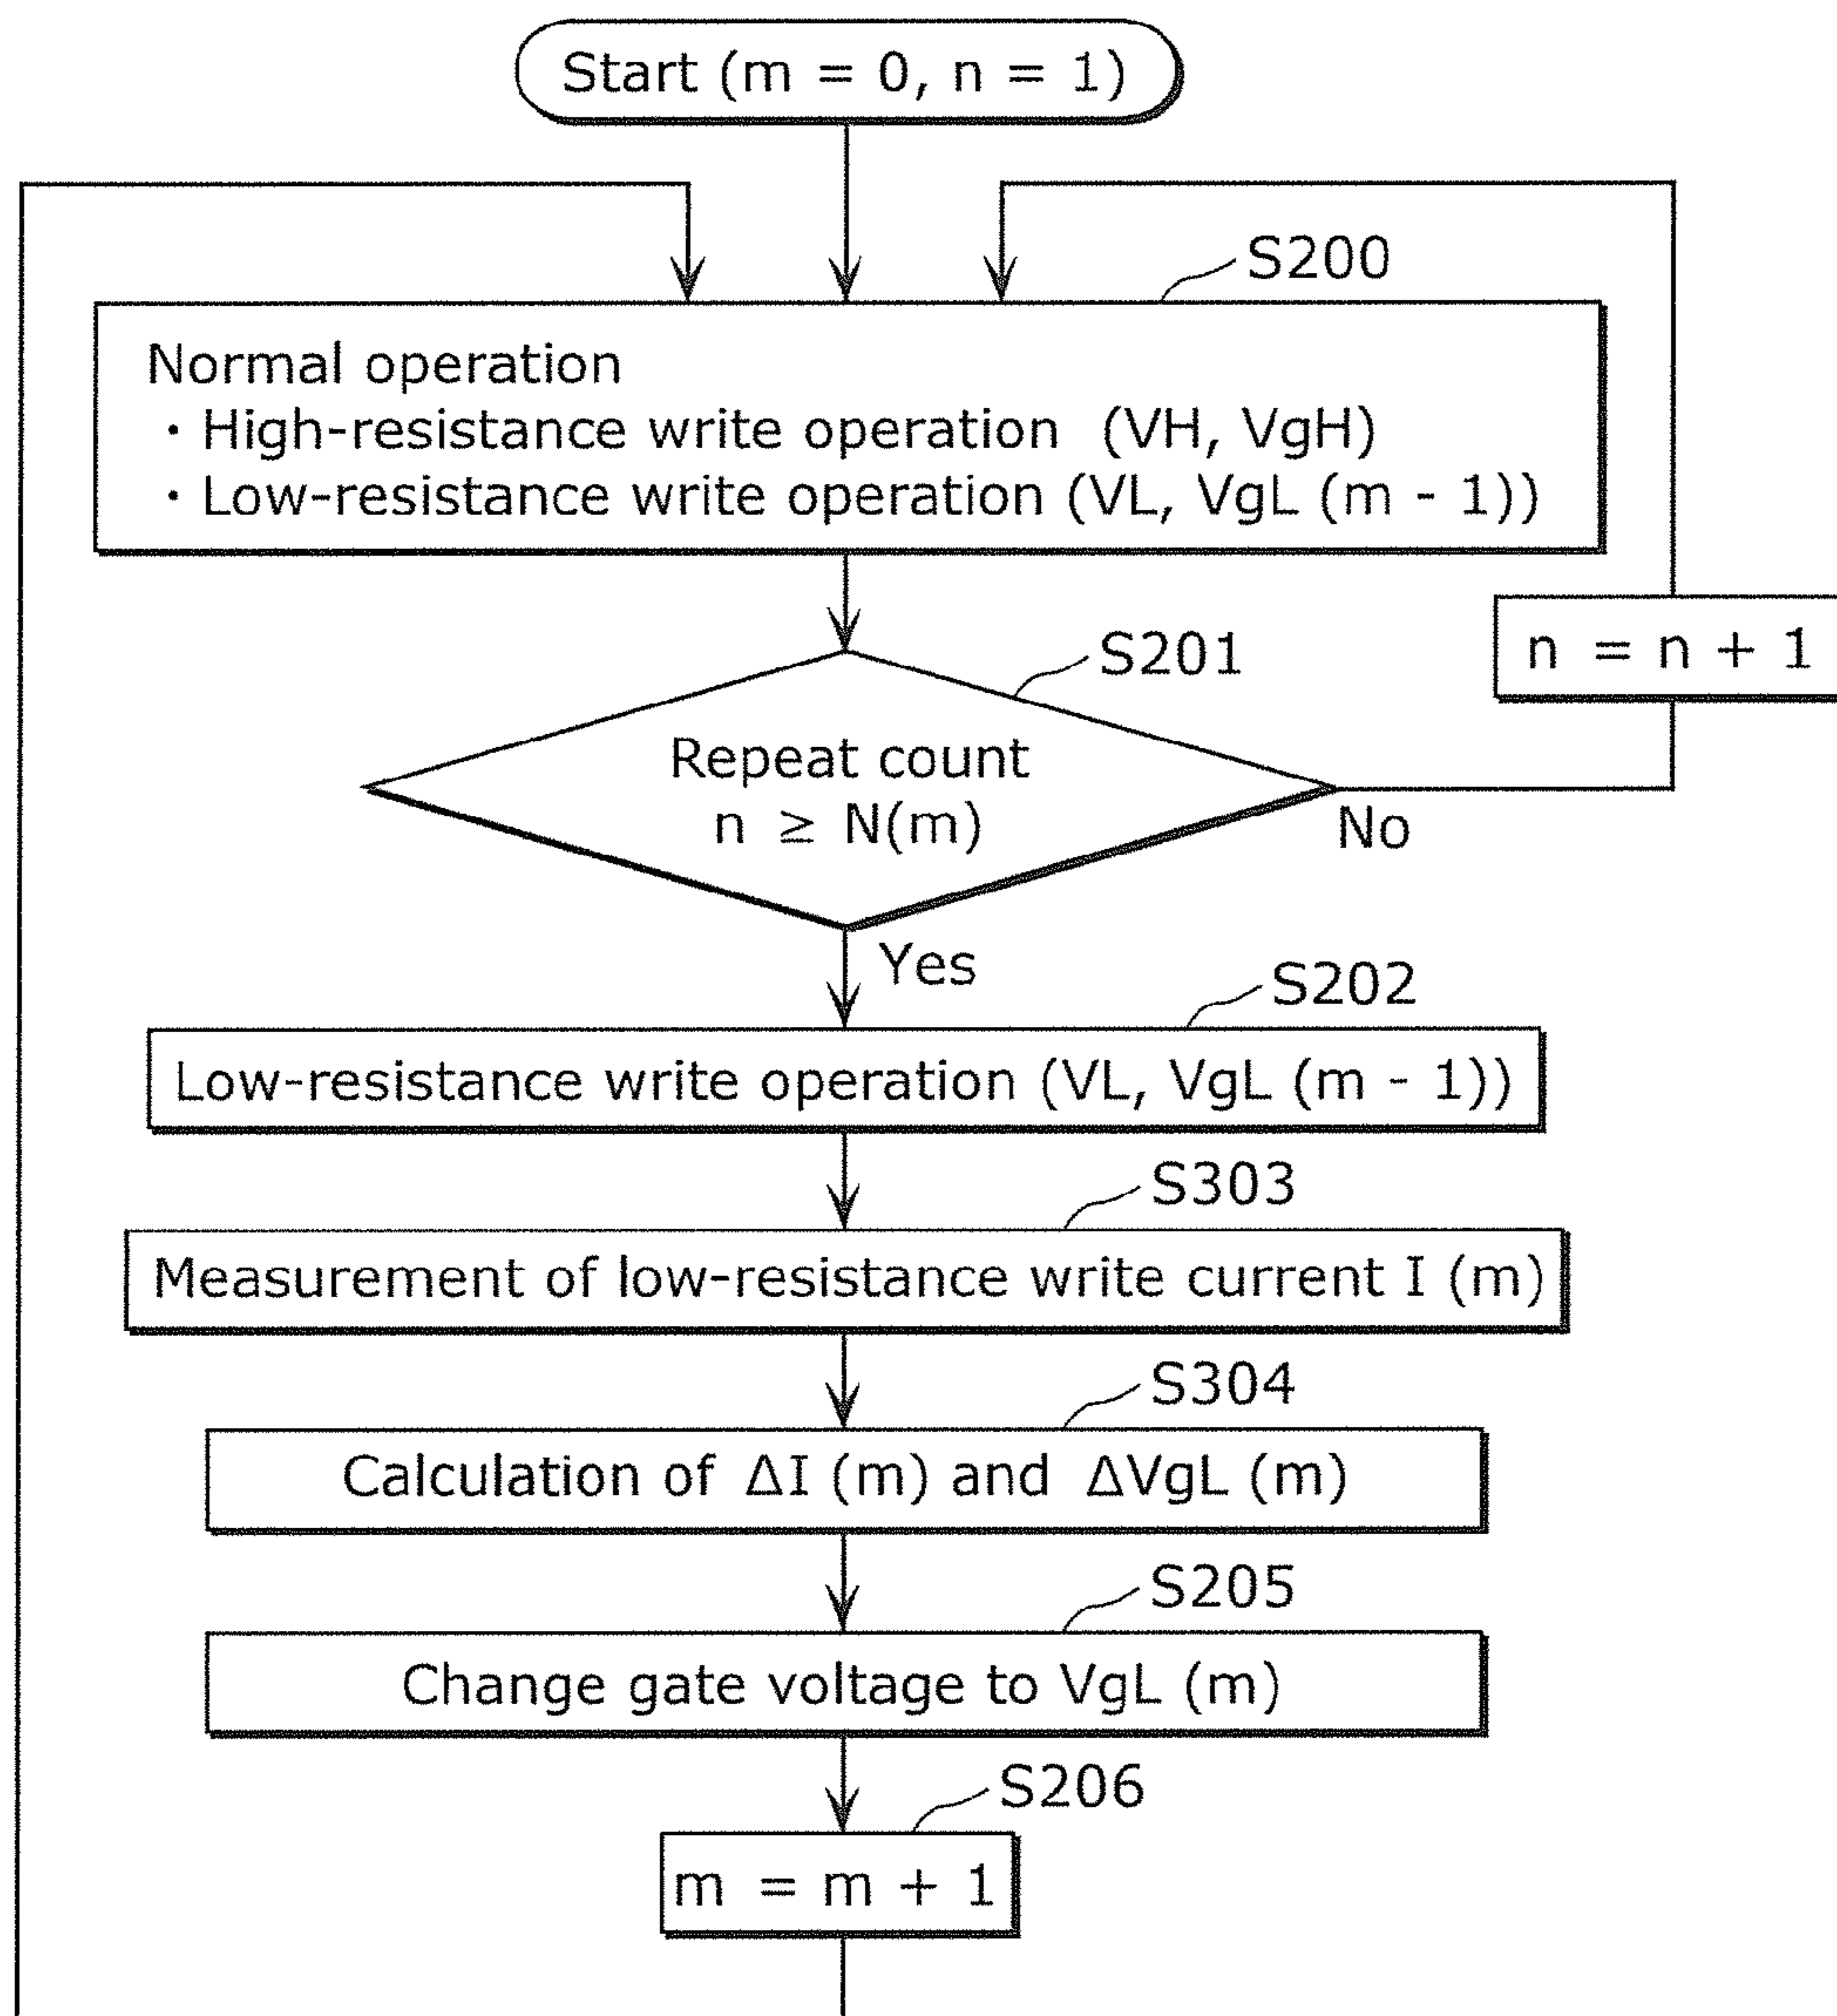 Start (m = 0, n = 1)
S200
Normal operation
· High-resistance write operation (VH, VgH)
· Low-resistance write operation (VL, VgL (m - 1))
n = n + 1
S201
Repeat count
n ≥ N(m)
No
Yes
S202
Low-resistance write operation (VL, VgL (m - 1))
S303
Measurement of low-resistance write current I (m)
S304
Calculation of ΔI (m) and ΔVgL (m)
S205
Change gate voltage to VgL (m)
S206
m = m + 1